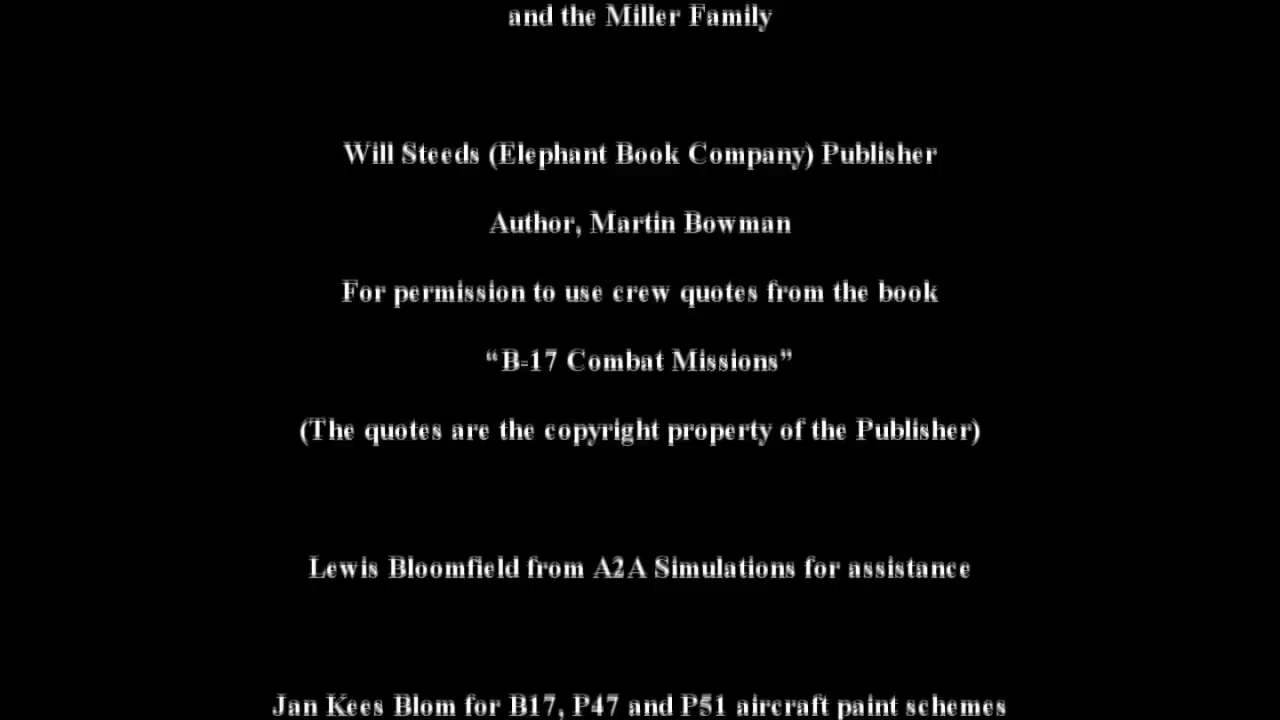 and the Miller Family
Will Steeds (Elephant Book Company) Publisher
Author, Martin Bowman
For permission to use crew quotes from the book
“B-17 Combat Missions”
(The quotes are the copyright property of the Publisher)
Lewis Bloomfield from A2A Simulations for assistance
Jan Kees Blom for B17, P47 and P51 aircraft paint schemes